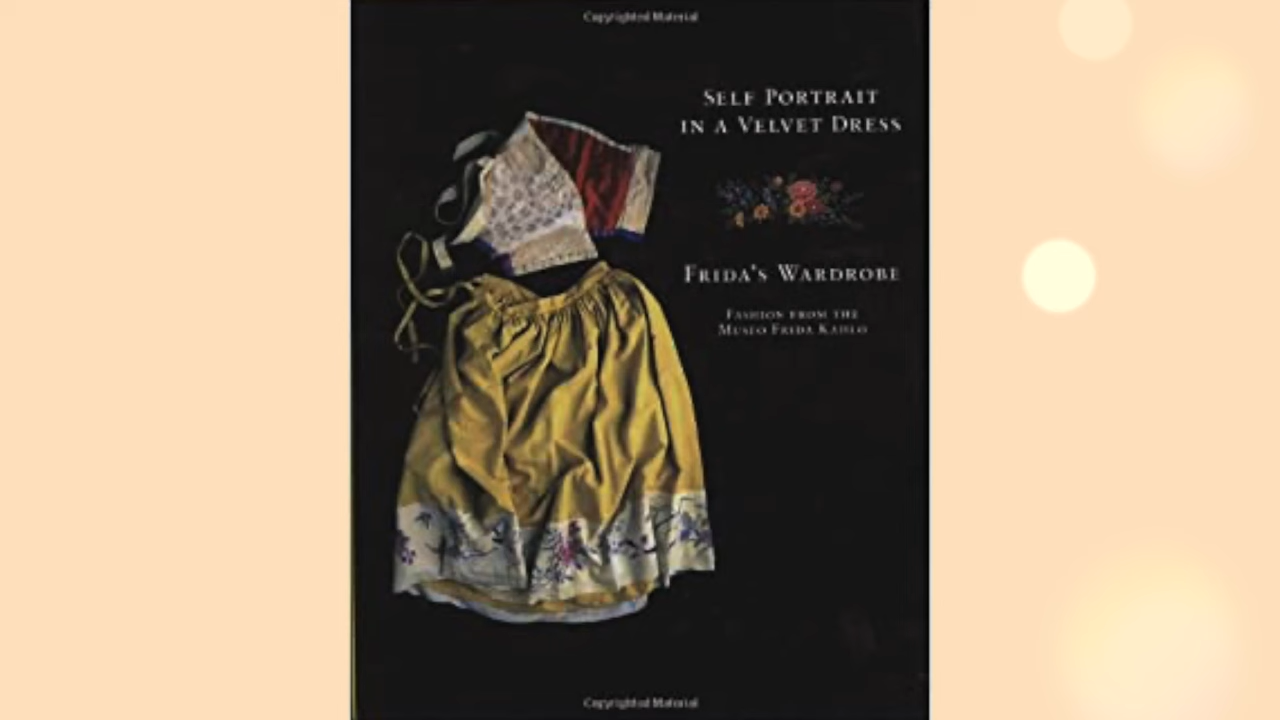 Copyrighted Material
SELF PORTRAIT
IN A VELVET DRESS
FRIDA'S WARDROBE
FASHION FROM THE
MUSEO FRIDA KAHLO
Copyrighted Material